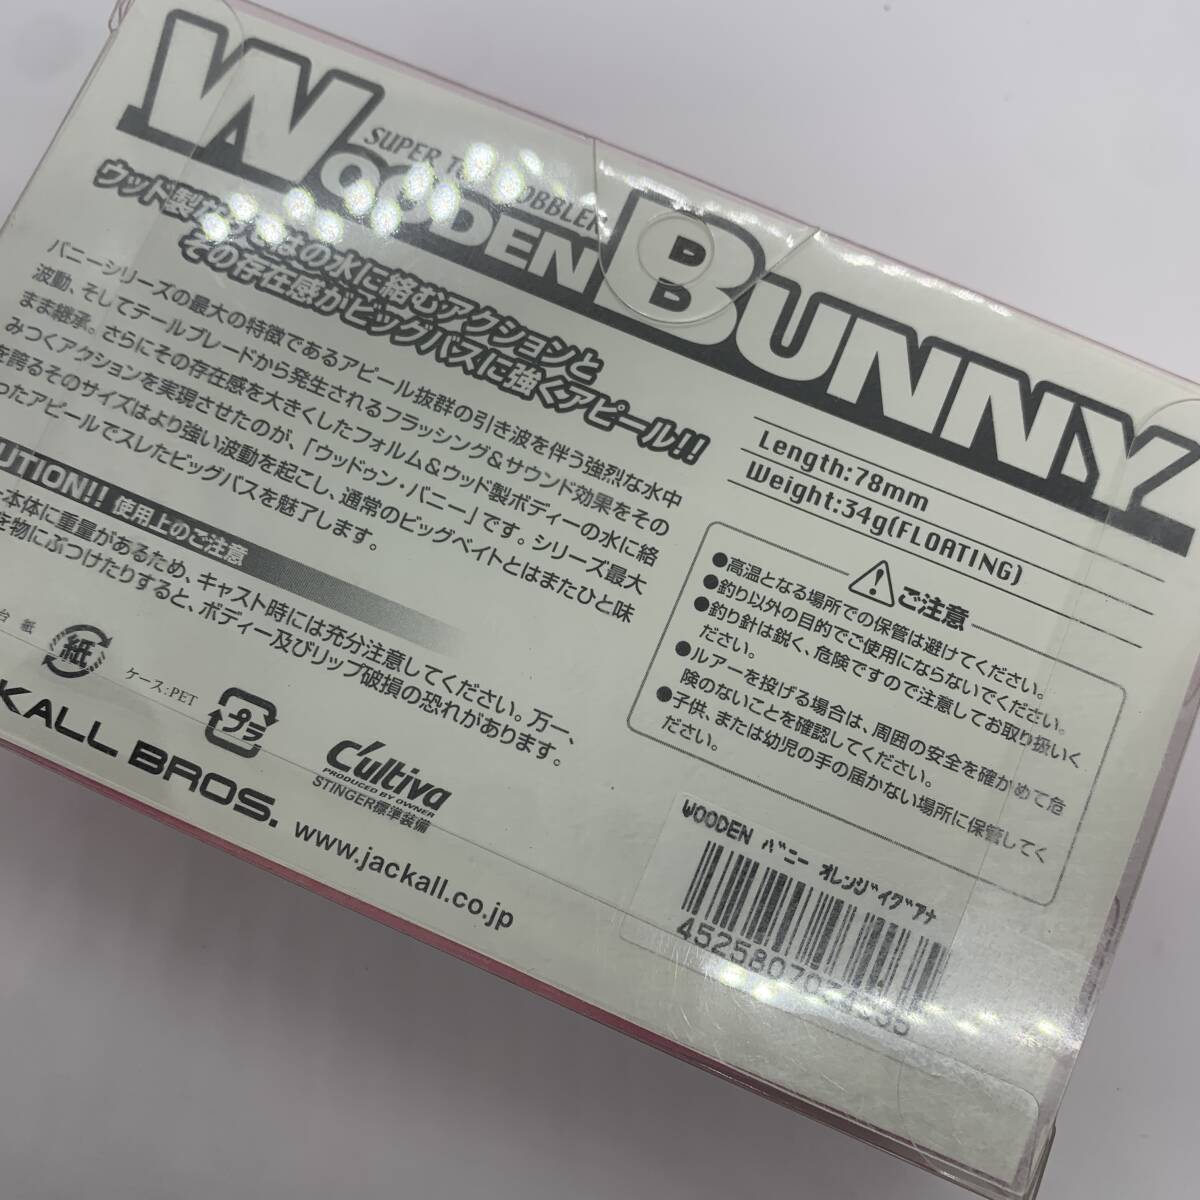 WOODEN BUNNY
SUPER
ウッド製ならではの水に絡むアクションと
その存在感がビッグバスに強くアピール!!
バニーシリーズの最大の特徴であるアピール抜群の引き波を伴う強烈な水中
波動、そしてテールブレードから発生されるフラッシング&サウンド効果をその
まま継承。さらにその存在感を大きくしたフォルム&ウッド製ボディーの水に絡
みつくアクションを実現させたのが、「ウッドゥン・バニー」です。シリーズ最大
を誇るそのサイズはより強い波動を起こし、通常のビッグベイトとはまたひと味
ったアピールでスレたビッグバスを魅了します。
UTION!! 使用上のご注意
ー本体に重量があるため、キャスト時には充分注意してください。万一、
を物にぶつけたりすると、ボディー及びリップ破損の恐れがあります。
台紙
紙
ケース:PET
プラ
C'ultiva
PRODUCED BY OWNER
STINGER標準装備
KALL BROS. www.jackall.co.jp
Length:78mm
Weight:34g(FLOATING)
ご注意
●高温となる場所での保管は避けてください。
●釣り以外の目的でご使用にならないでください。
●釣り針は鋭く、危険ですので注意してお取り扱いく
ださい。
●ルアーを投げる場合は、周囲の安全を確かめて危
険のないことを確認してください。
●子供、または幼児の手の届かない場所に保管してく
ださい。
WOODEN バニー オレンジイグアナ